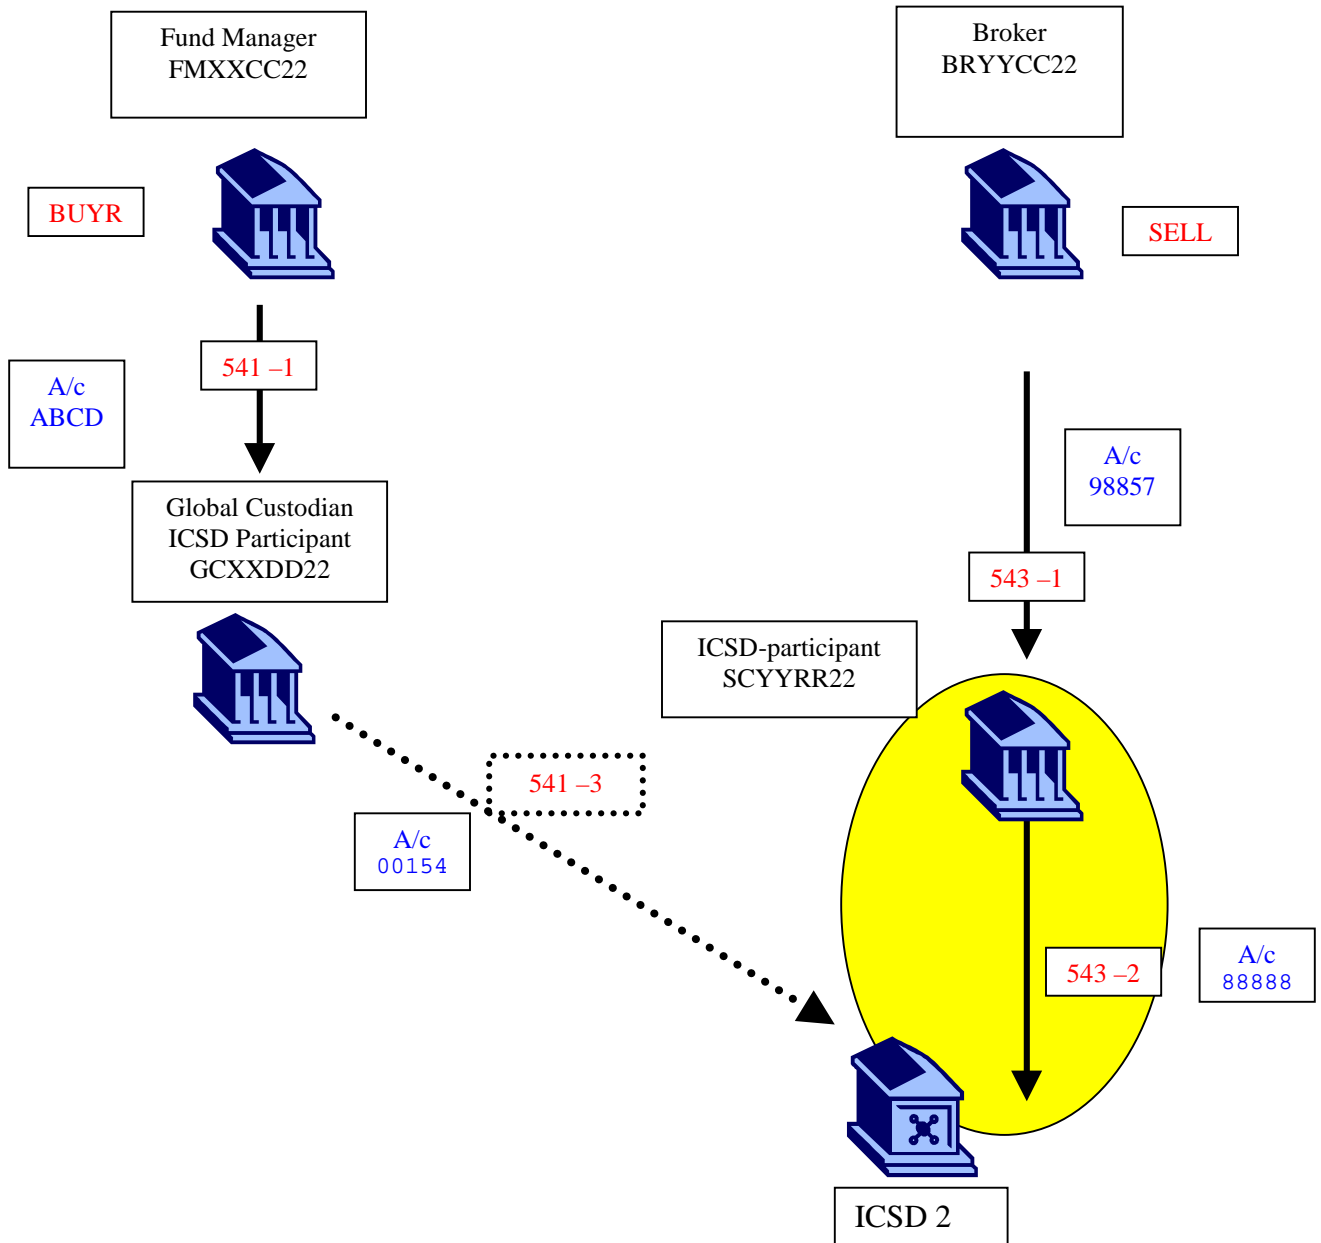 Fund Manager
FMXXCC22
Broker
BRYYCC22
BUYR
SELL
541 –1
A/c
ABCD
A/c
98857
Global Custodian
ICSD Participant
GCXXDD22
543 –1
ICSD-participant
SCYYRR22
541 –3
A/c
00154
543 –2
A/c
88888
ICSD 2